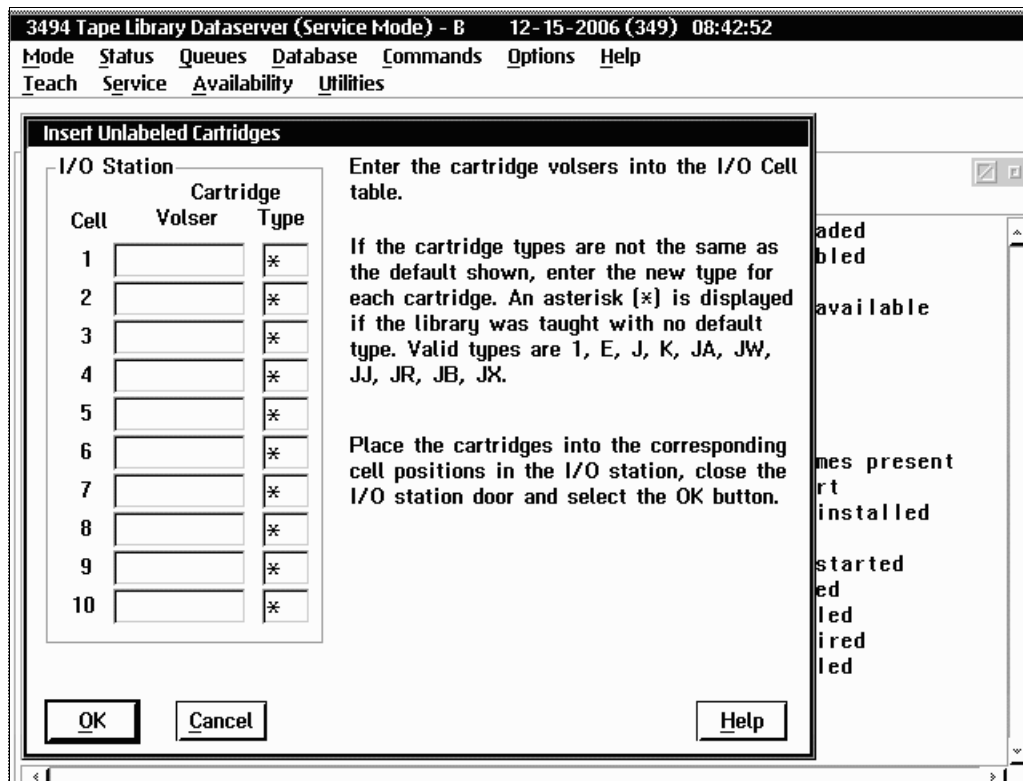 3494 Tape Library Dataserver (Service Mode) - B 12-15-2006 (349) 08:42:52
Mode Status Queues Database Commands Options Help
Teach Service Availability Utilities
Insert Unlabeled Cartridges
I/O Station
Cartridge
Cell Volser Type
1 *
2 *
3 *
4 *
5 *
6 *
7 *
8 *
9 *
10 *
Enter the cartridge volsers into the I/O Cell
table.
If the cartridge types are not the same as
the default shown, enter the new type for
each cartridge. An asterisk (*) is displayed
if the library was taught with no default
type. Valid types are 1, E, J, K, JA, JW,
JJ, JR, JB, JX.
Place the cartridges into the corresponding
cell positions in the I/O station, close the
I/O station door and select the OK button.
aded
bled
available
mes present
rt
installed
started
ed
led
ired
led
OK Cancel Help